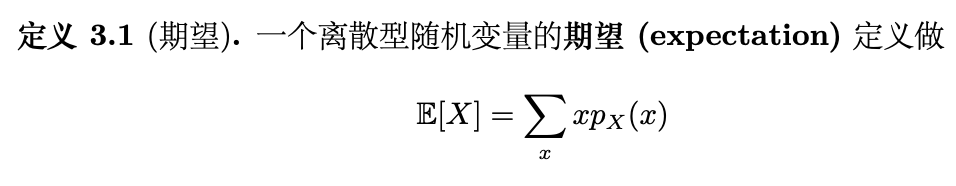 定义 3.1 (期望). 一个离散型随机变量的期望 (expectation) 定义做
𝔼[X] = ∑ₓ xp_X(x)